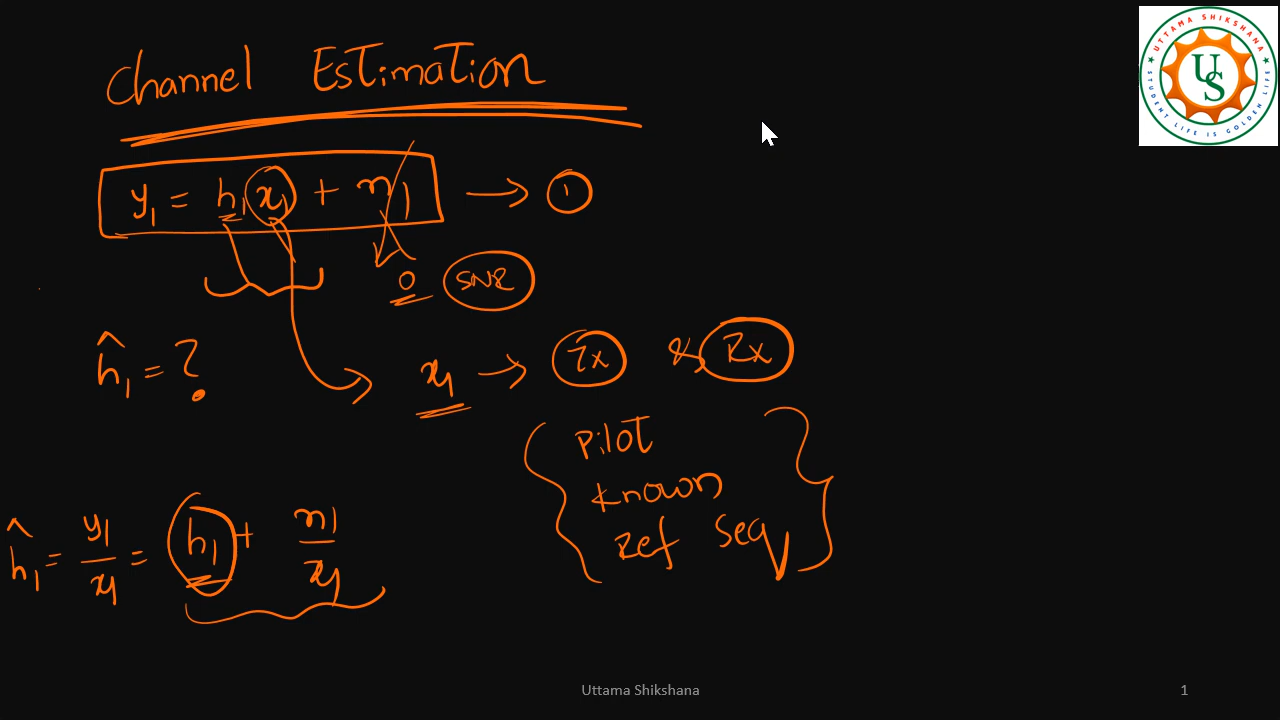 Channel Estimation
y₁ = h₁x₁ + n₁ → ①
0 SNR
ĥ₁ = ?
x₁ → Tx & Rx
Pilot
known
Ref Seq
ĥ₁ = y₁/x₁ = h₁ + n₁/x₁
UTTAMA SHIKSHANA
US
STUDENT LIFE IS GOLDEN LIFE
Uttama Shikshana
1